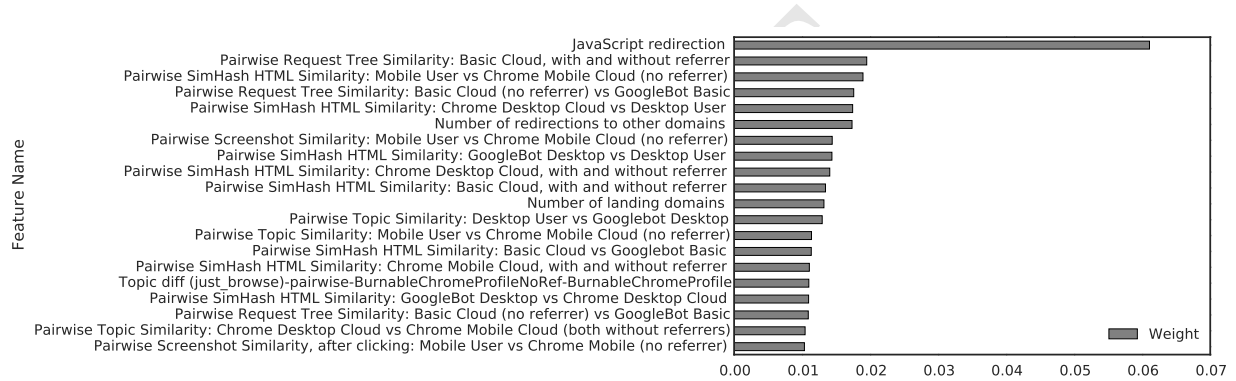 JavaScript redirection
Pairwise Request Tree Similarity: Basic Cloud, with and without referrer
Pairwise SimHash HTML Similarity: Mobile User vs Chrome Mobile Cloud (no referrer)
Pairwise Request Tree Similarity: Basic Cloud (no referrer) vs GoogleBot Basic
Pairwise SimHash HTML Similarity: Chrome Desktop Cloud vs Desktop User
Number of redirections to other domains
Pairwise Screenshot Similarity: Mobile User vs Chrome Mobile Cloud (no referrer)
Pairwise SimHash HTML Similarity: GoogleBot Desktop vs Desktop User
Pairwise SimHash HTML Similarity: Chrome Desktop Cloud, with and without referrer
Pairwise SimHash HTML Similarity: Basic Cloud, with and without referrer
Number of landing domains
Pairwise Topic Similarity: Desktop User vs Googlebot Desktop
Pairwise Topic Similarity: Mobile User vs Chrome Mobile Cloud (no referrer)
Pairwise SimHash HTML Similarity: Basic Cloud vs Googlebot Basic
Pairwise SimHash HTML Similarity: Chrome Mobile Cloud, with and without referrer
Topic diff (just_browse)-pairwise-BurnableChromeProfileNoRef-BurnableChromeProfile
Pairwise SimHash HTML Similarity: GoogleBot Desktop vs Chrome Desktop Cloud
Pairwise Request Tree Similarity: Basic Cloud (no referrer) vs GoogleBot Basic
Pairwise Topic Similarity: Chrome Desktop Cloud vs Chrome Mobile Cloud (both without referrers)
Pairwise Screenshot Similarity, after clicking: Mobile User vs Chrome Mobile (no referrer)
Feature Name
Weight
0.00 0.01 0.02 0.03 0.04 0.05 0.06 0.07